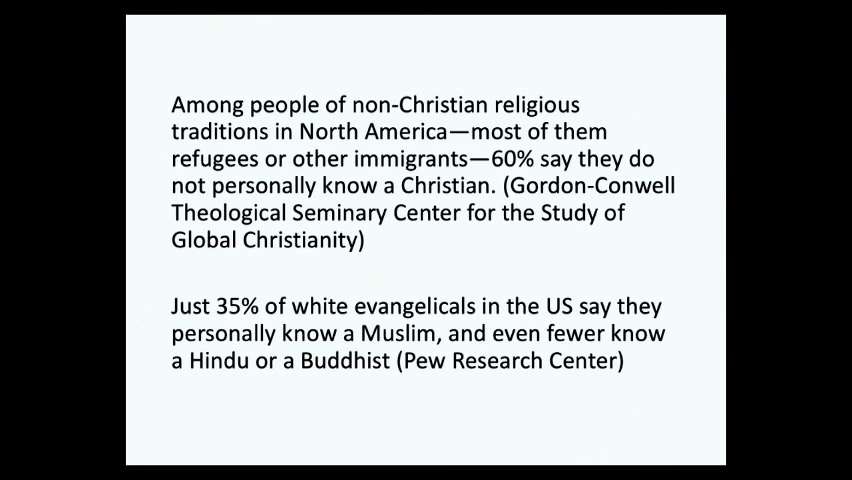 Among people of non-Christian religious
traditions in North America—most of them
refugees or other immigrants—60% say they do
not personally know a Christian. (Gordon-Conwell
Theological Seminary Center for the Study of
Global Christianity)
Just 35% of white evangelicals in the US say they
personally know a Muslim, and even fewer know
a Hindu or a Buddhist (Pew Research Center)